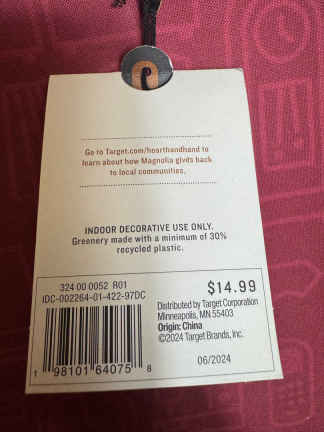 Go to Target.com/hearthandhand to
learn about how Magnolia gives back
to local communities.
INDOOR DECORATIVE USE ONLY.
Greenery made with a minimum of 30%
recycled plastic.
324 00 0052 R01
IDC-002264-01-422-97DC
1 98101 64075 8
$14.99
Distributed by Target Corporation
Minneapolis, MN 55403
Origin: China
©2024 Target Brands, Inc.
06/2024